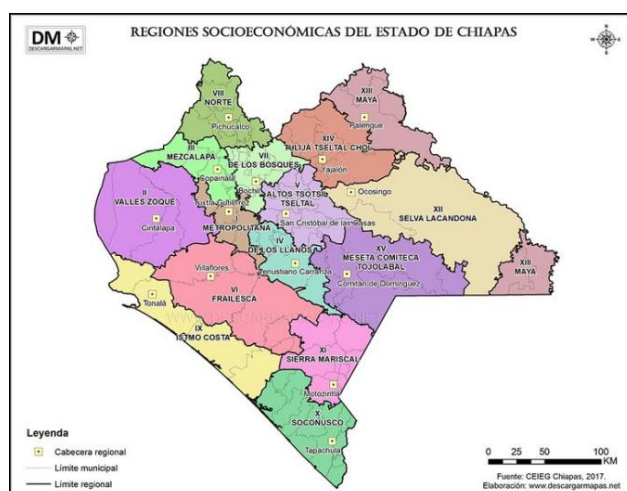 DM
DESCARGARMAPAS.NET
REGIONES SOCIOECONÓMICAS DEL ESTADO DE CHIAPAS
VIII
NORTE
Pichucalco
XIII
MAYA
Palenque
XIV
TULIJÁ TSELTAL CHOL
Yajalón
III
MEZCALAPA
Copainalá
VII
DE LOS BOSQUES
Bochil
V
ALTOS TSOTSIL
TSELTAL
San Cristóbal de las Casas
Ocosingo
XII
SELVA LACANDONA
II
VALLES ZOQUE
Cintalapa
Tuxtla Gutiérrez
I
METROPOLITANA
IV
DE LOS LLANOS
Venustiano Carranza
XV
MESETA COMITECA
TOJOLABAL
Comitán de Domínguez
XIII
MAYA
Villaflores
VI
FRAILESCA
Tonalá
IX
ISTMO COSTA
XI
SIERRA MARISCAL
Motozintla
X
SOCONUSCO
Tapachula
Leyenda
Cabecera regional
Límite municipal
Límite regional
0 25 50 100
KM
Fuente: CEIEG Chiapas, 2017.
Elaboración: www.descargarmapas.net